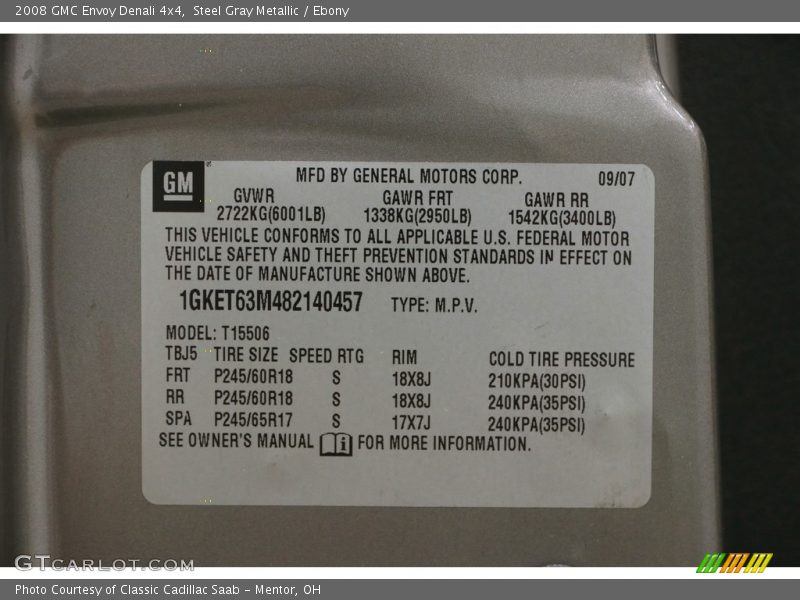 2008 GMC Envoy Denali 4x4, Steel Gray Metallic / Ebony
GM MFD BY GENERAL MOTORS CORP. 09/07
GVWR GAWR FRT GAWR RR
2722KG(6001LB) 1338KG(2950LB) 1542KG(3400LB)
THIS VEHICLE CONFORMS TO ALL APPLICABLE U.S. FEDERAL MOTOR
VEHICLE SAFETY AND THEFT PREVENTION STANDARDS IN EFFECT ON
THE DATE OF MANUFACTURE SHOWN ABOVE.
1GKET63M482140457 TYPE: M.P.V.
MODEL: T15506
TBJ5 TIRE SIZE SPEED RTG RIM COLD TIRE PRESSURE
FRT P245/60R18 S 18X8J 210KPA(30PSI)
RR P245/60R18 S 18X8J 240KPA(35PSI)
SPA P245/65R17 S 17X7J 240KPA(35PSI)
SEE OWNER'S MANUAL i FOR MORE INFORMATION.
GTCARLOT.COM
Photo Courtesy of Classic Cadillac Saab - Mentor, OH